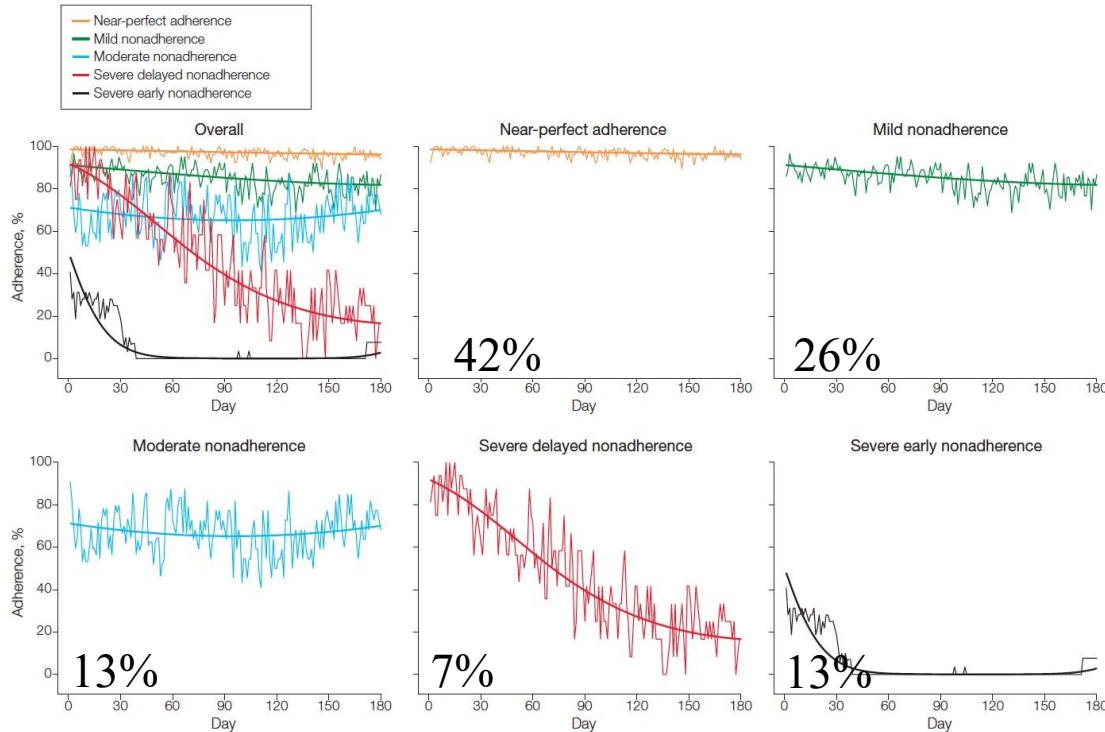 Near-perfect adherence
Mild nonadherence
Moderate nonadherence
Severe delayed nonadherence
Severe early nonadherence
Overall
Adherence, %
100
80
60
40
20
0
0 30 60 90 120 150 180
Day
Near-perfect adherence
42%
0 30 60 90 120 150 180
Day
Mild nonadherence
26%
0 30 60 90 120 150 180
Day
Moderate nonadherence
Adherence, %
100
80
60
40
20
0
13%
0 30 60 90 120 150 180
Day
Severe delayed nonadherence
7%
0 30 60 90 120 150 180
Day
Severe early nonadherence
13%
0 30 60 90 120 150 180
Day